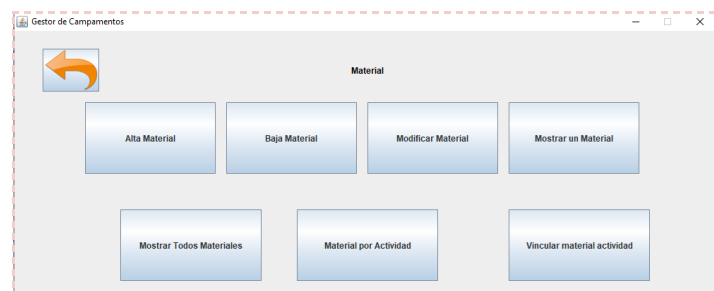 Gestor de Campamentos
Material
Alta Material
Baja Material
Modificar Material
Mostrar un Material
Mostrar Todos Materiales
Material por Actividad
Vincular material actividad